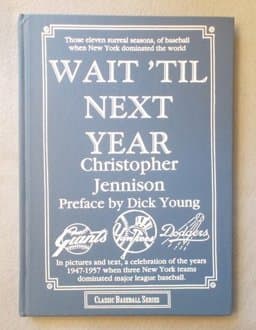 Those eleven surreal seasons, of baseball
when New York dominated the world
WAIT 'TIL
NEXT
YEAR
Christopher
Jennison
Preface by Dick Young
Giants
Yankees
Dodgers
In pictures and text, a celebration of the years
1947-1957 when three New York teams
dominated major league baseball.
CLASSIC BASEBALL SERIES